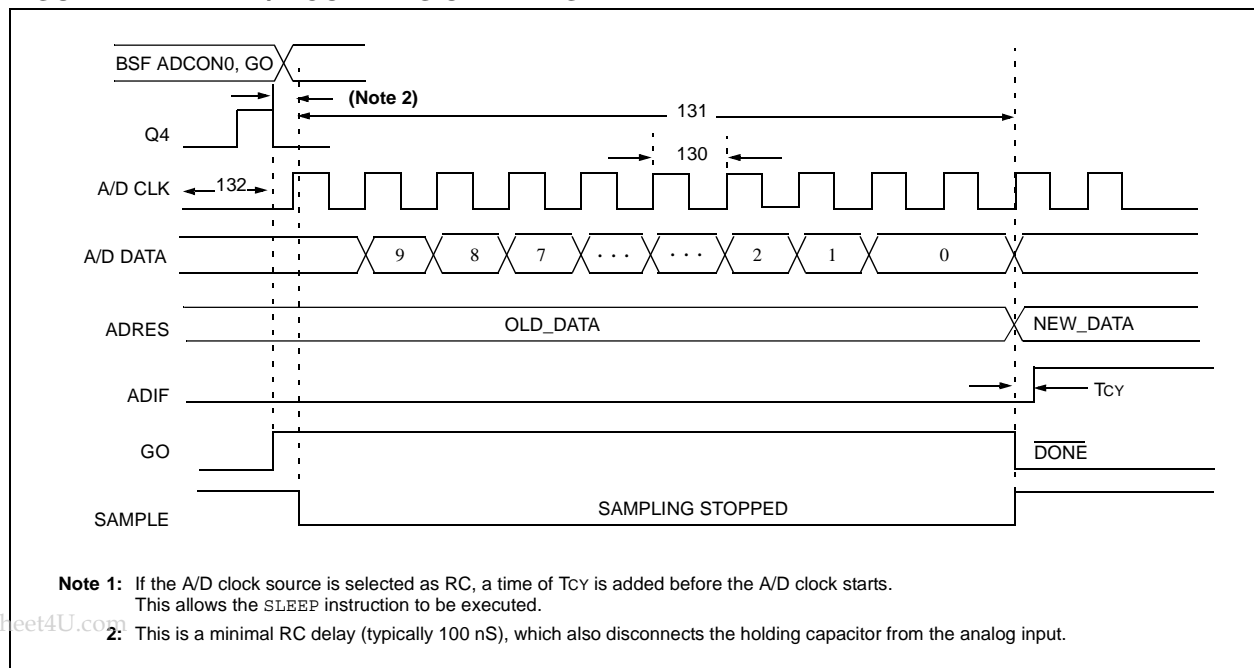 BSF ADCON0, GO
(Note 2)
131
Q4
130
A/D CLK
132
A/D DATA
9 8 7 · · · · · · 2 1 0
ADRES
OLD_DATA
NEW_DATA
ADIF
TCY
GO
DONE
SAMPLE
SAMPLING STOPPED
Note 1: If the A/D clock source is selected as RC, a time of TCY is added before the A/D clock starts.
This allows the SLEEP instruction to be executed.
heet4U.com
2: This is a minimal RC delay (typically 100 nS), which also disconnects the holding capacitor from the analog input.